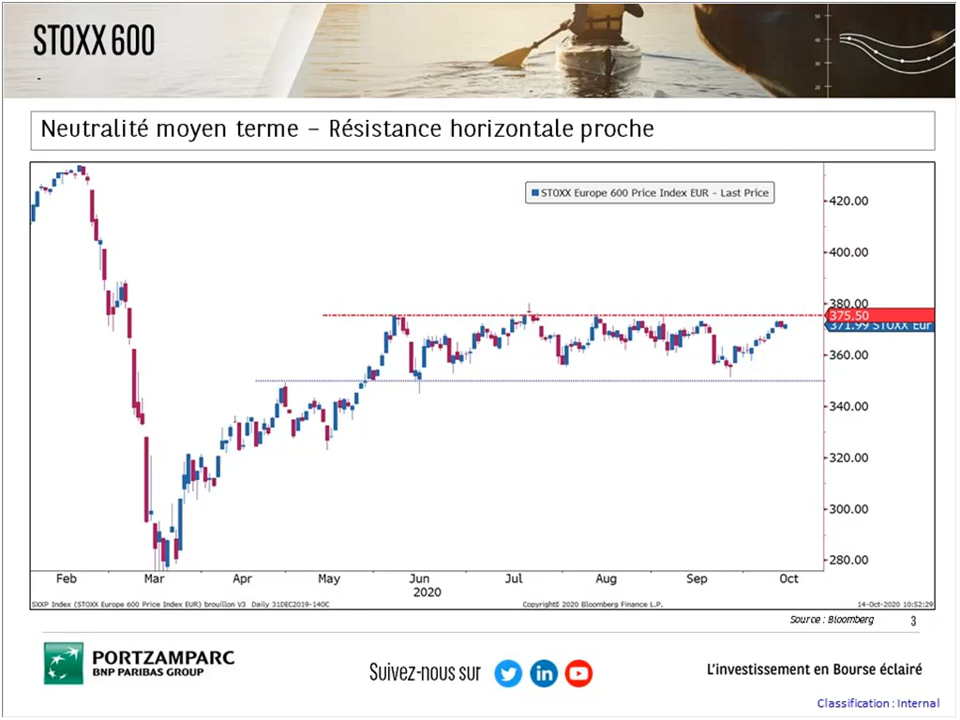 STOXX 600
-
Neutralité moyen terme – Résistance horizontale proche
STOXX Europe 600 Price Index EUR - Last Price
420.00
400.00
380.00
375.50
371.99 STOXX Eur
360.00
340.00
320.00
300.00
280.00
Feb Mar Apr May Jun Jul Aug Sep Oct
2020
SXXP Index (STOXX Europe 600 Price Index EUR) brouillon V3 Daily 31DEC2019-14OC
Copyright© 2020 Bloomberg Finance L.P.
14-Oct-2020 10:52:29
Source : Bloomberg
3
PORTZAMPARC
BNP PARIBAS GROUP
Suivez-nous sur
L'investissement en Bourse éclairé
Classification : Internal